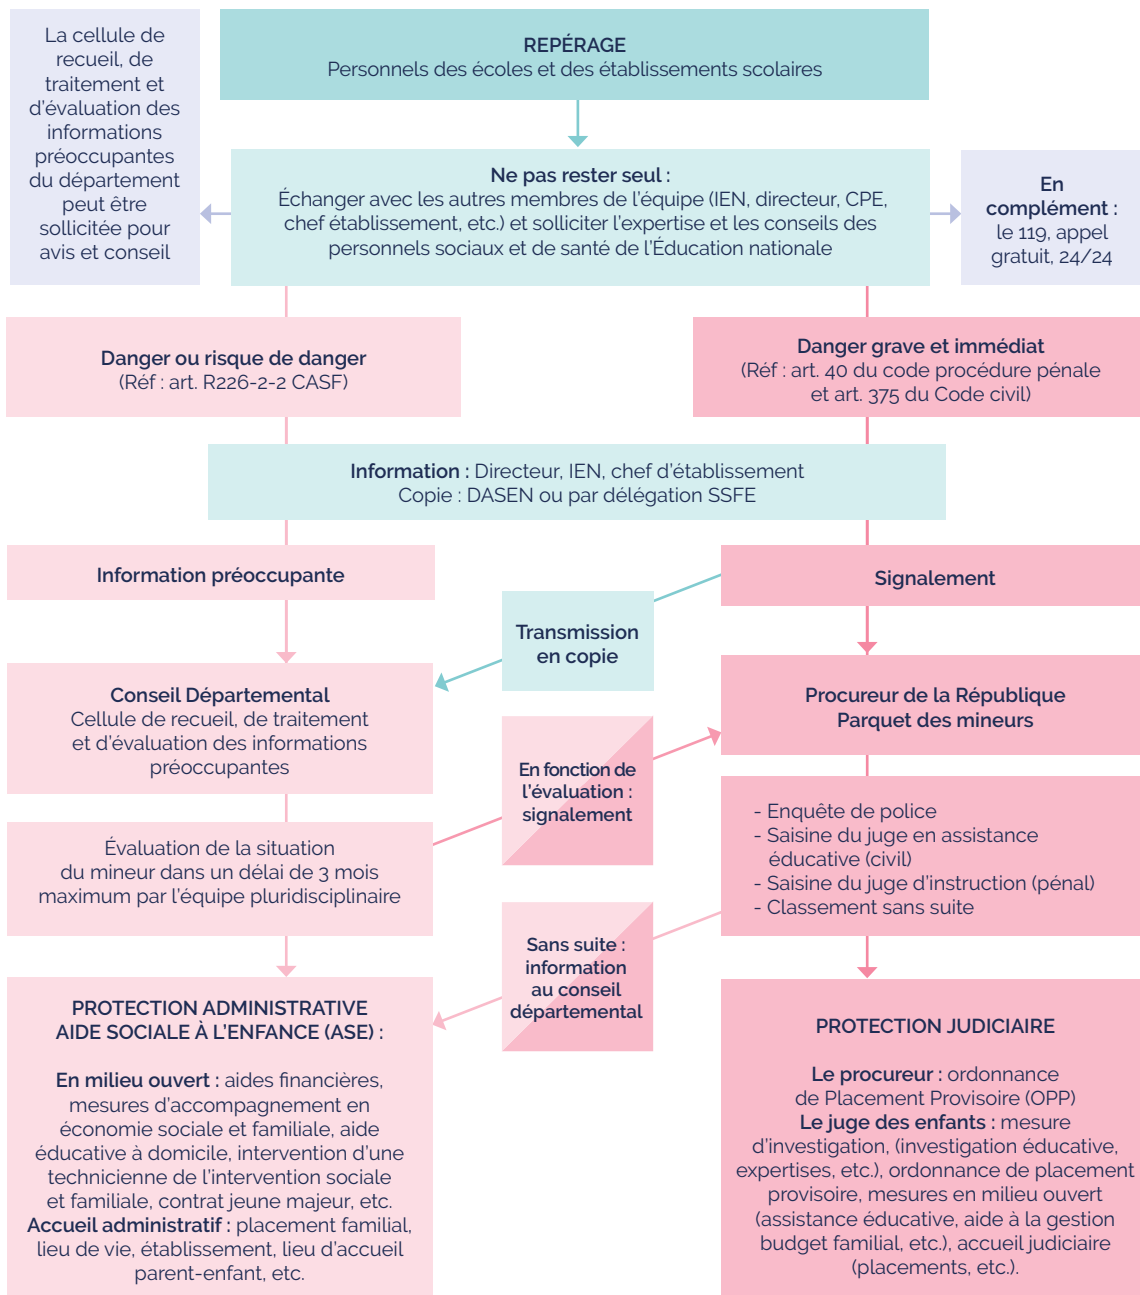 La cellule de
recueil, de
traitement et
d'évaluation des
informations
préoccupantes
du département
peut être
sollicitée pour
avis et conseil
REPÉRAGE
Personnels des écoles et des établissements scolaires
Ne pas rester seul :
Échanger avec les autres membres de l'équipe (IEN, directeur, CPE,
chef établissement, etc.) et solliciter l'expertise et les conseils des
personnels sociaux et de santé de l'Éducation nationale
En
complément :
le 119, appel
gratuit, 24/24
Danger ou risque de danger
(Réf : art. R226-2-2 CASF)
Danger grave et immédiat
(Réf : art. 40 du code procédure pénale
et art. 375 du Code civil)
Information : Directeur, IEN, chef d'établissement
Copie : DASEN ou par délégation SSFE
Information préoccupante
Signalement
Transmission
en copie
Conseil Départemental
Cellule de recueil, de traitement
et d'évaluation des informations
préoccupantes
Procureur de la République
Parquet des mineurs
En fonction de
l'évaluation :
signalement
Évaluation de la situation
du mineur dans un délai de 3 mois
maximum par l'équipe pluridisciplinaire
- Enquête de police
- Saisine du juge en assistance
éducative (civil)
- Saisine du juge d'instruction (pénal)
- Classement sans suite
Sans suite :
information
au conseil
départemental
PROTECTION ADMINISTRATIVE
AIDE SOCIALE À L'ENFANCE (ASE) :
En milieu ouvert : aides financières,
mesures d'accompagnement en
économie sociale et familiale, aide
éducative à domicile, intervention d'une
technicienne de l'intervention sociale
et familiale, contrat jeune majeur, etc.
Accueil administratif : placement familial,
lieu de vie, établissement, lieu d'accueil
parent-enfant, etc.
PROTECTION JUDICIAIRE
Le procureur : ordonnance
de Placement Provisoire (OPP)
Le juge des enfants : mesure
d'investigation, (investigation éducative,
expertises, etc.), ordonnance de placement
provisoire, mesures en milieu ouvert
(assistance éducative, aide à la gestion
budget familial, etc.), accueil judiciaire
(placements, etc.).